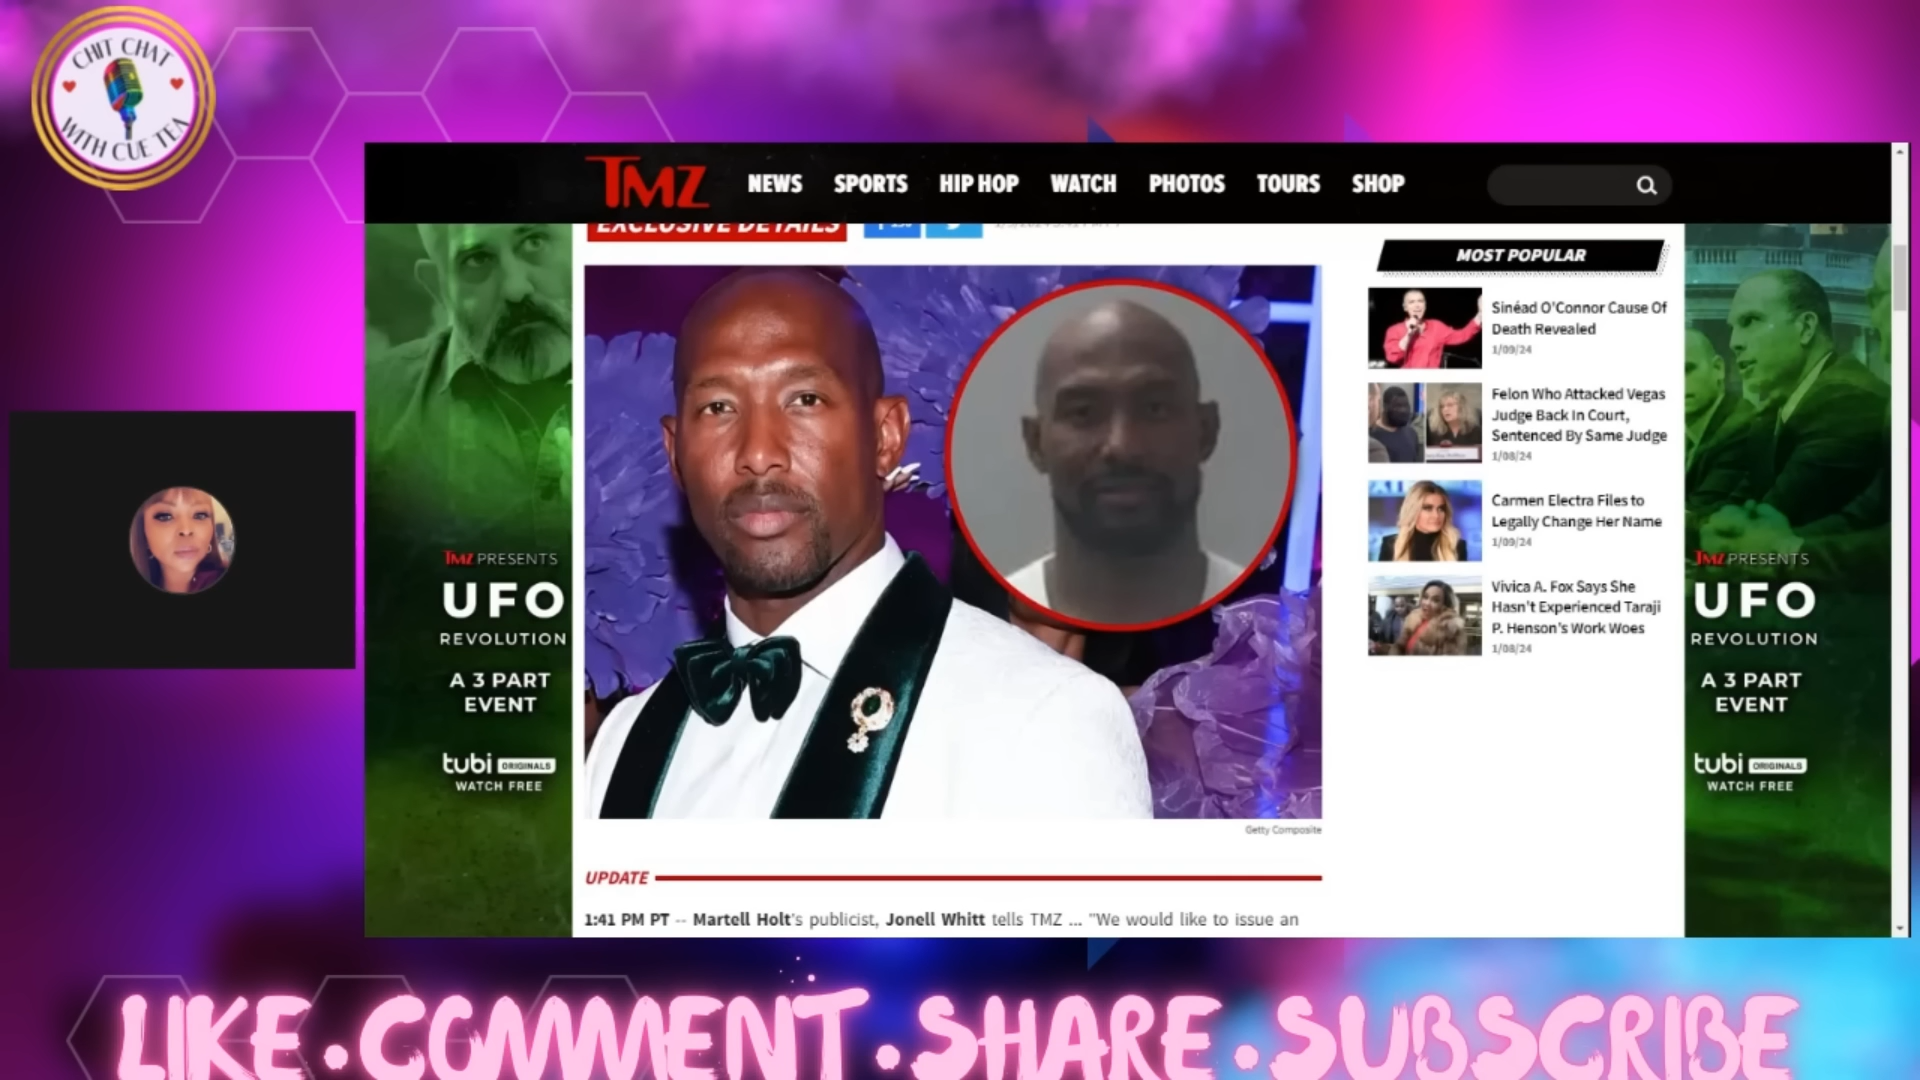 CHIT CHAT
WITH CUE TEA
TMZ
NEWS SPORTS HIP HOP WATCH PHOTOS TOURS SHOP
EXCLUSIVE DETAILS
MOST POPULAR
Sinéad O'Connor Cause Of
Death Revealed
1/09/24
Felon Who Attacked Vegas
Judge Back In Court,
Sentenced By Same Judge
1/08/24
Carmen Electra Files to
Legally Change Her Name
1/09/24
Vivica A. Fox Says She
Hasn't Experienced Taraji
P. Henson's Work Woes
1/08/24
TMZ PRESENTS
UFO
REVOLUTION
A 3 PART
EVENT
tubi ORIGINALS
WATCH FREE
TMZ PRESENTS
UFO
REVOLUTION
A 3 PART
EVENT
tubi ORIGINALS
WATCH FREE
Getty Composite
UPDATE
1:41 PM PT -- Martell Holt's publicist, Jonell Whitt tells TMZ ... "We would like to issue an
LIKE.COMMENT.SHARE.SUBSCRIBE